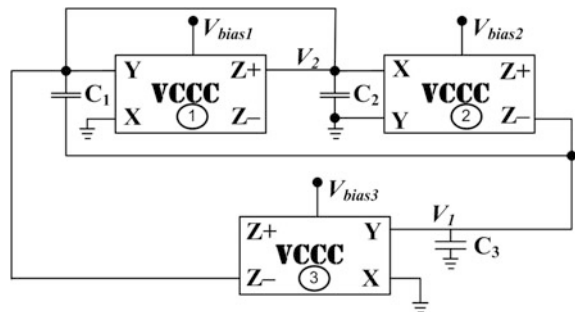 V_bias1
V_2
V_bias2
Y
Z+
X
Z+
C_1
VCCC
C_2
VCCC
X
1
Z−
Y
2
Z−
V_bias3
V_1
Z+
Y
VCCC
C_3
Z−
3
X